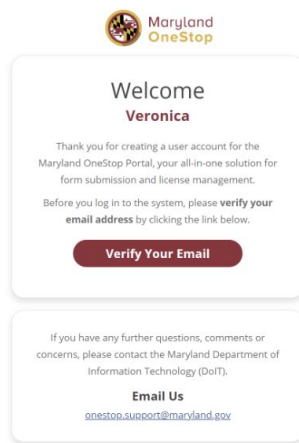 Maryland
OneStop
Welcome
Veronica
Thank you for creating a user account for the
Maryland OneStop Portal, your all-in-one solution for
form submission and license management.
Before you log in to the system, please verify your
email address by clicking the link below.
Verify Your Email
If you have any further questions, comments or
concerns, please contact the Maryland Department of
Information Technology (DoIT).
Email Us
onestop.support@maryland.gov